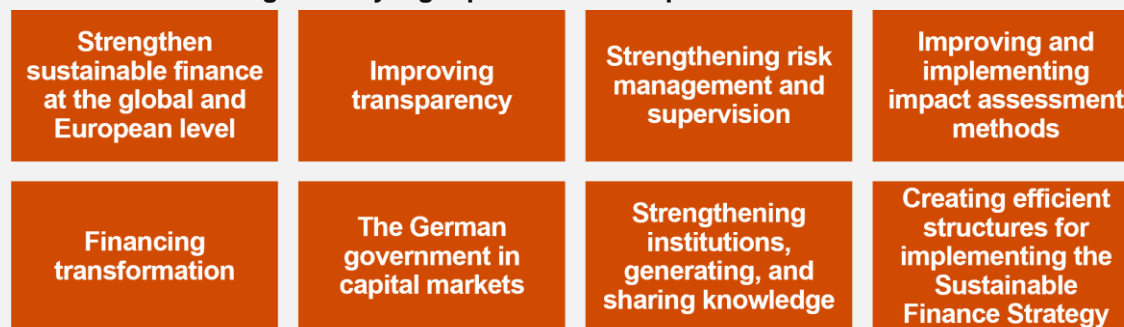 Strengthen
sustainable finance
at the global and
European level
Improving
transparency
Strengthening risk
management and
supervision
Improving and
implementing
impact assessment
methods
Financing
transformation
The German
government in
capital markets
Strengthening
institutions,
generating, and
sharing knowledge
Creating efficient
structures for
implementing the
Sustainable
Finance Strategy